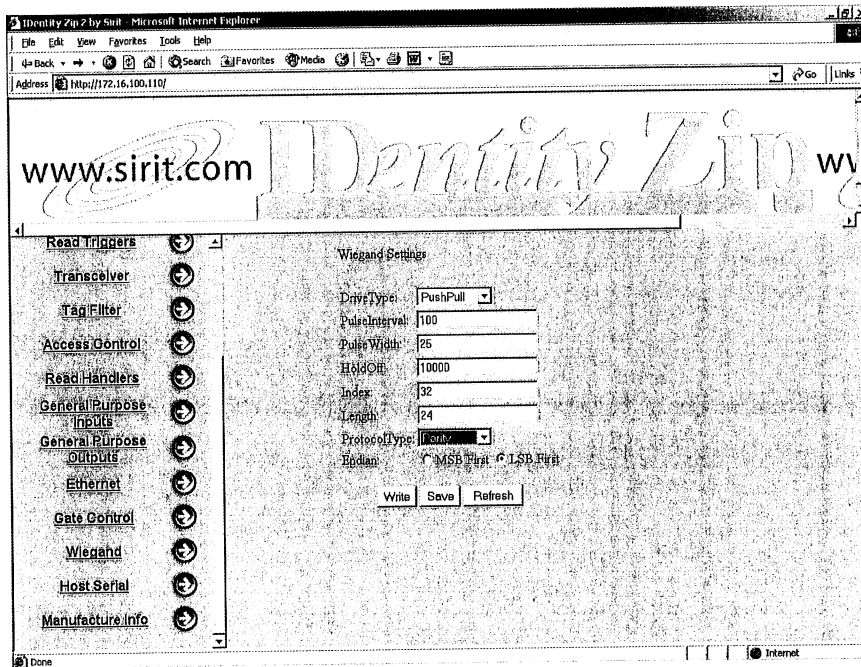 IDentity Zip 2 by Sirit - Microsoft Internet Explorer
File Edit View Favorites Tools Help
Back Search Favorites Media
Address http://172.16.100.110/ Go Links
www.sirit.com IDentity Zip
Read Triggers
Transceiver
Tag Filter
Access Control
Read Handlers
General Purpose
Inputs
General Purpose
Outputs
Ethernet
Gate Control
Wiegand
Host Serial
Manufacture Info
Wiegand Settings
DriveType: PushPull
PulseInterval: 100
PulseWidth: 25
HoldOff: 10000
Index: 32
Length: 24
ProtocolType: Parity
Endian: MSB First LSB First
Write Save Refresh
Done Internet